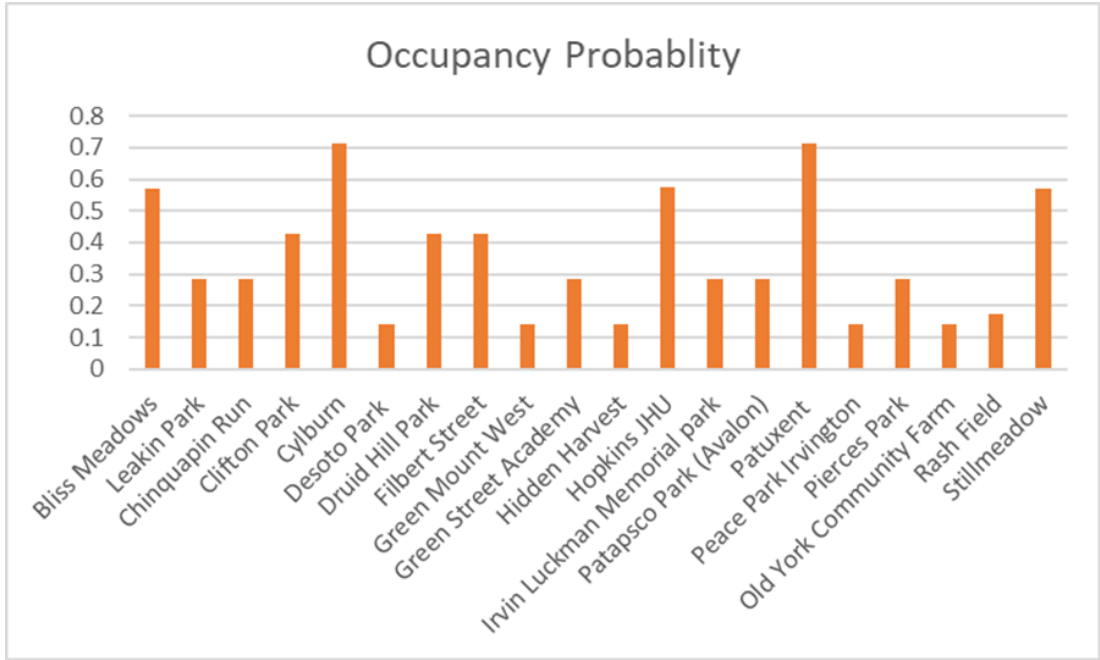 Occupancy Probablity
0.8
0.7
0.6
0.5
0.4
0.3
0.2
0.1
0
Bliss Meadows
Leakin Park
Chinquapin Run
Clifton Park
Cylburn
Desoto Park
Druid Hill Park
Filbert Street
Green Mount West
Green Street Academy
Hidden Harvest
Hopkins JHU
Irvin Luckman Memorial park
Patapsco Park (Avalon)
Patuxent
Peace Park Irvington
Pierces Park
Old York Community Farm
Rash Field
Stillmeadow